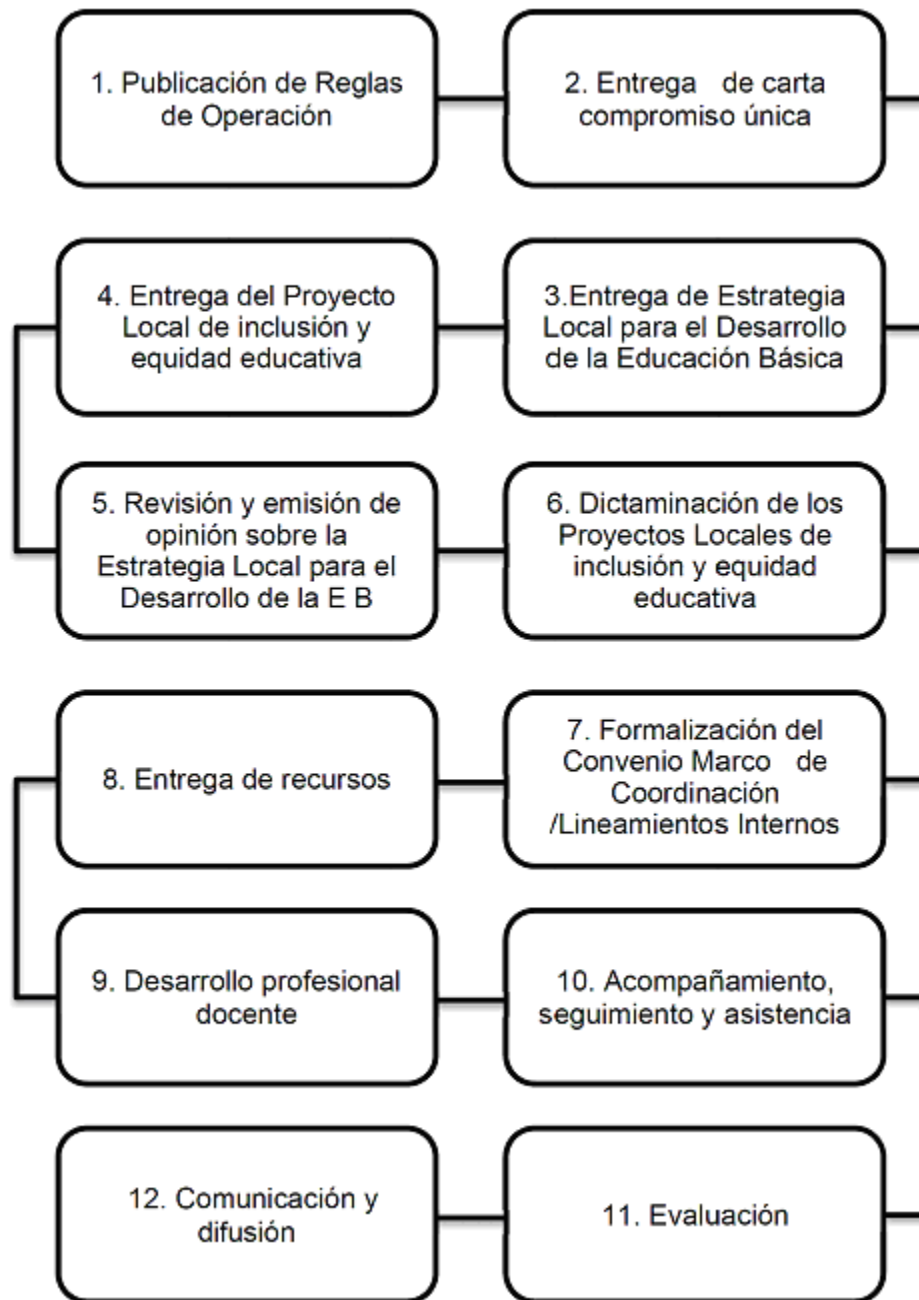 1. Publicación de Reglas
de Operación
2. Entrega de carta
compromiso única
4. Entrega del Proyecto
Local de inclusión y
equidad educativa
3.Entrega de Estrategia
Local para el Desarrollo
de la Educación Básica
5. Revisión y emisión de
opinión sobre la
Estrategia Local para el
Desarrollo de la E B
6. Dictaminación de los
Proyectos Locales de
inclusión y equidad
educativa
8. Entrega de recursos
7. Formalización del
Convenio Marco de
Coordinación
/Lineamientos Internos
9. Desarrollo profesional
docente
10. Acompañamiento,
seguimiento y asistencia
12. Comunicación y
difusión
11. Evaluación